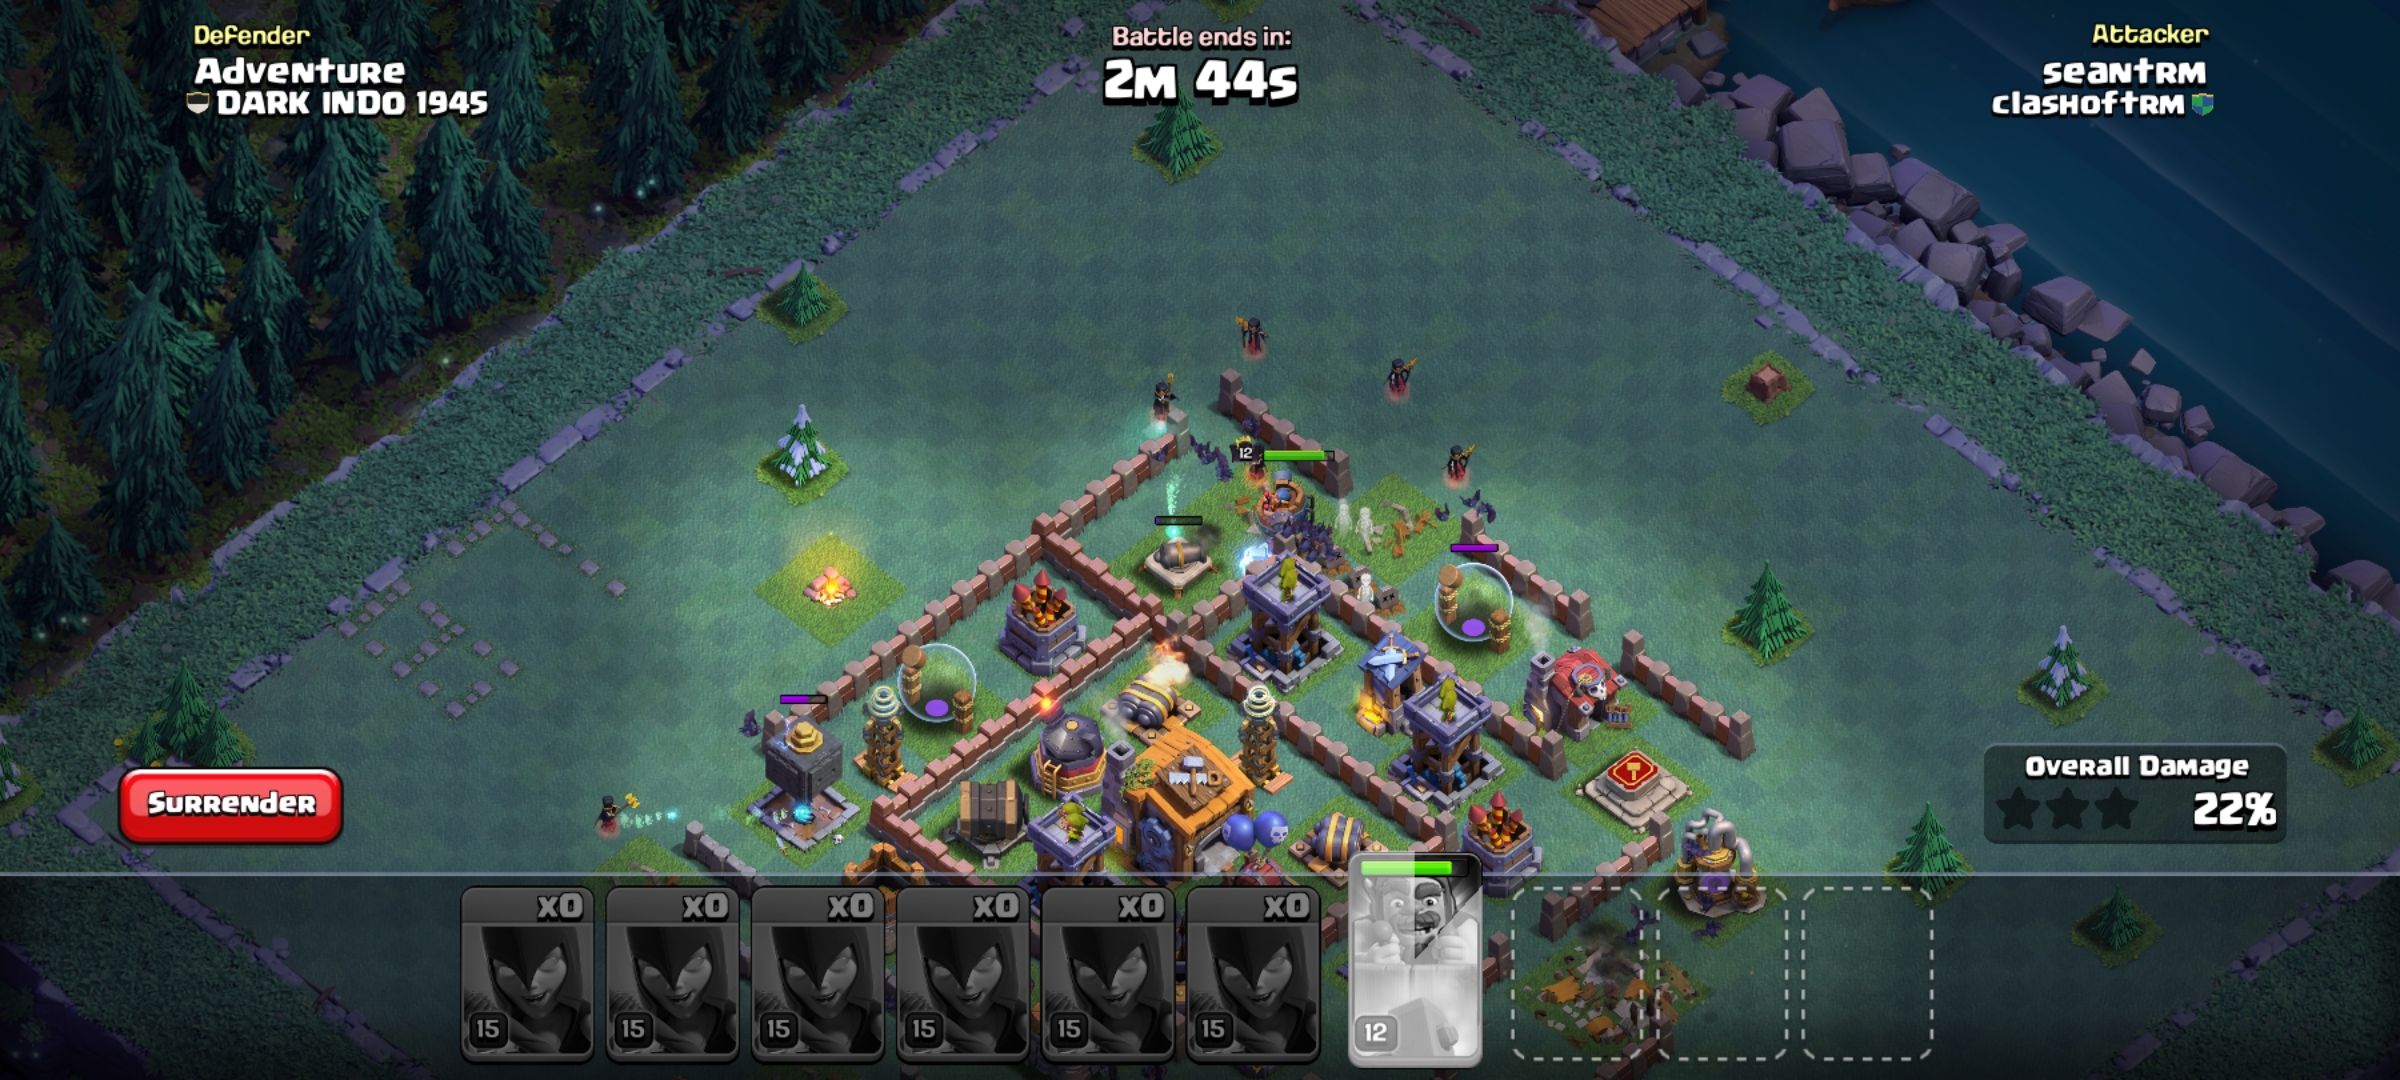 Defender
Adventure
DARK INDO 1945
Battle ends in:
2M 44s
Attacker
seantRM
clashoftRM
12
Surrender
Overall Damage
22%
x0
x0
x0
x0
x0
x0
15
15
15
15
15
15
12